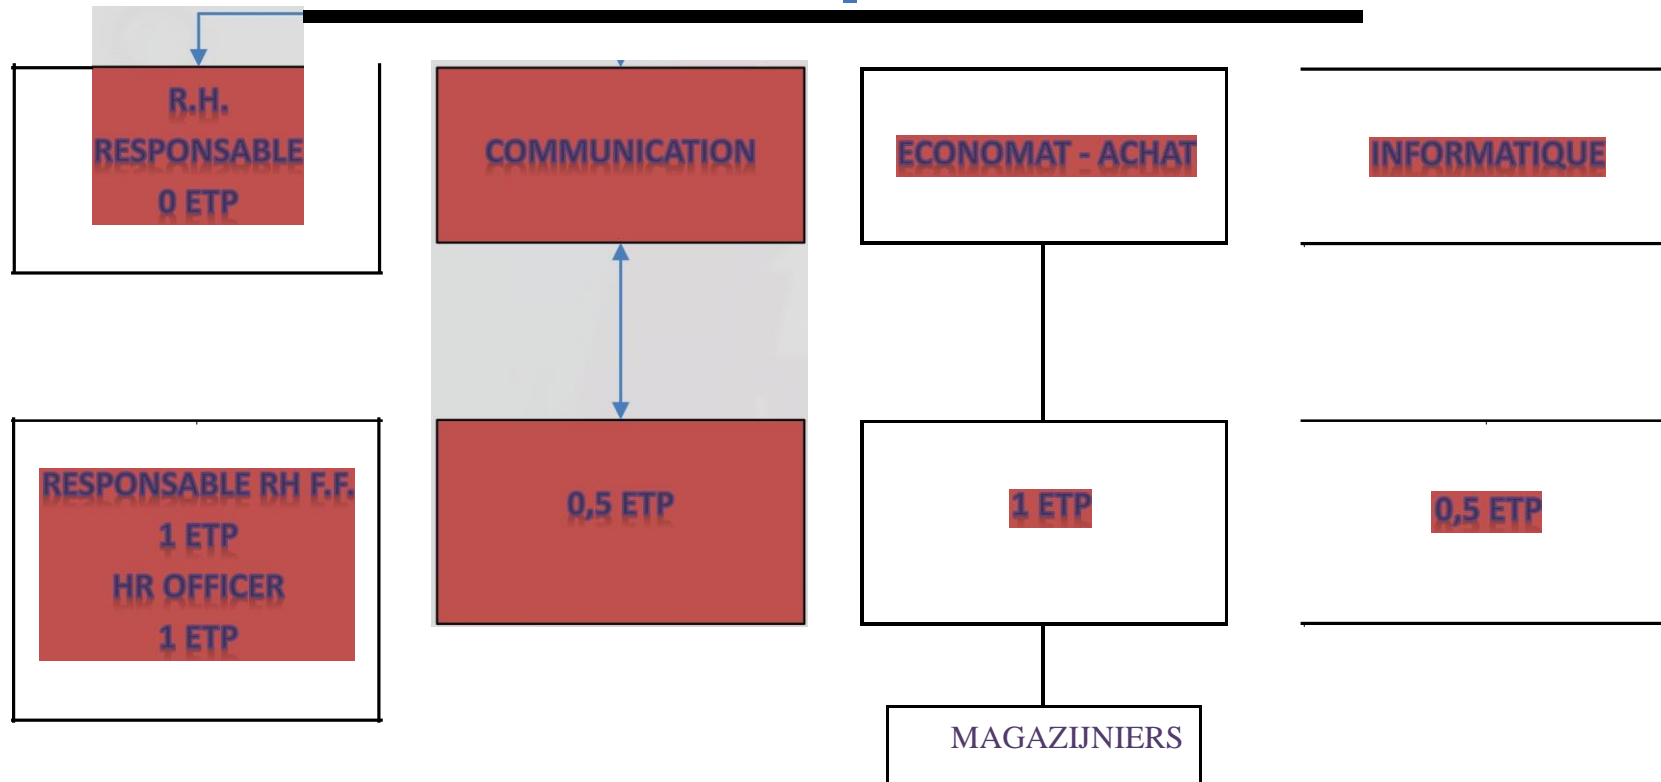 R.H.
RESPONSABLE
0 ETP
COMMUNICATION
ECONOMAT - ACHAT
INFORMATIQUE
RESPONSABLE RH F.F.
1 ETP
HR OFFICER
1 ETP
0,5 ETP
1 ETP
0,5 ETP
MAGAZIJNIERS